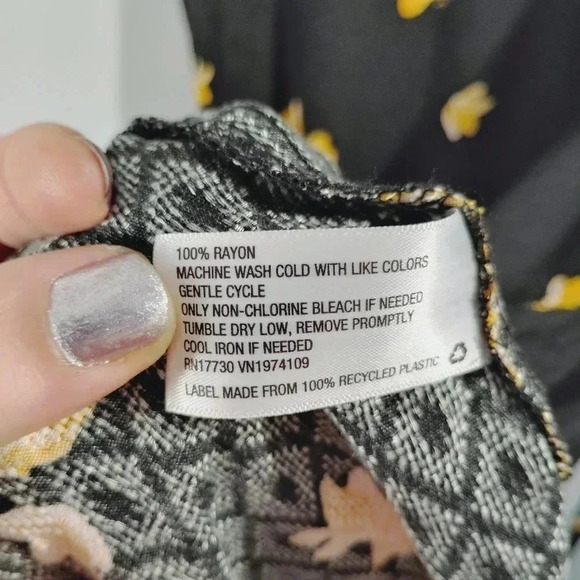 100% RAYON
MACHINE WASH COLD WITH LIKE COLORS
GENTLE CYCLE
ONLY NON-CHLORINE BLEACH IF NEEDED
TUMBLE DRY LOW, REMOVE PROMPTLY
COOL IRON IF NEEDED
RN17730 VN1974109
LABEL MADE FROM 100% RECYCLED PLASTIC